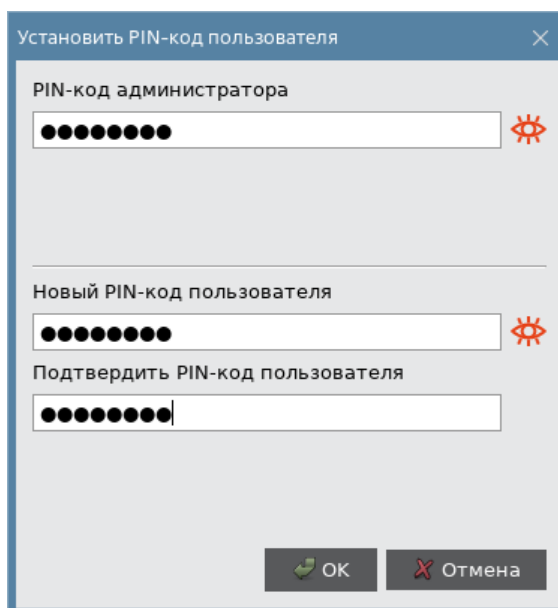 Установить PIN-код пользователя
PIN-код администратора
●●●●●●●●
Новый PIN-код пользователя
●●●●●●●●
Подтвердить PIN-код пользователя
●●●●●●●●
OK
Отмена